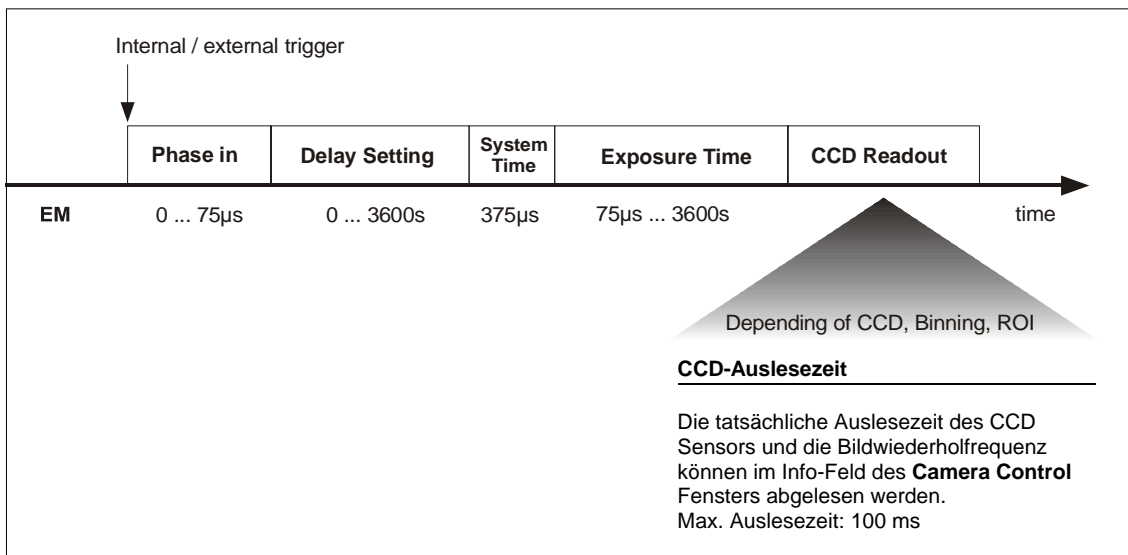 Internal / external trigger
Phase in
Delay Setting
System
Time
Exposure Time
CCD Readout
EM
0 ... 75µs
0 ... 3600s
375µs
75µs ... 3600s
time
Depending of CCD, Binning, ROI
CCD-Auslesezeit
Die tatsächliche Auslesezeit des CCD
Sensors und die Bildwiederholfrequenz
können im Info-Feld des Camera Control
Fensters abgelesen werden.
Max. Auslesezeit: 100 ms